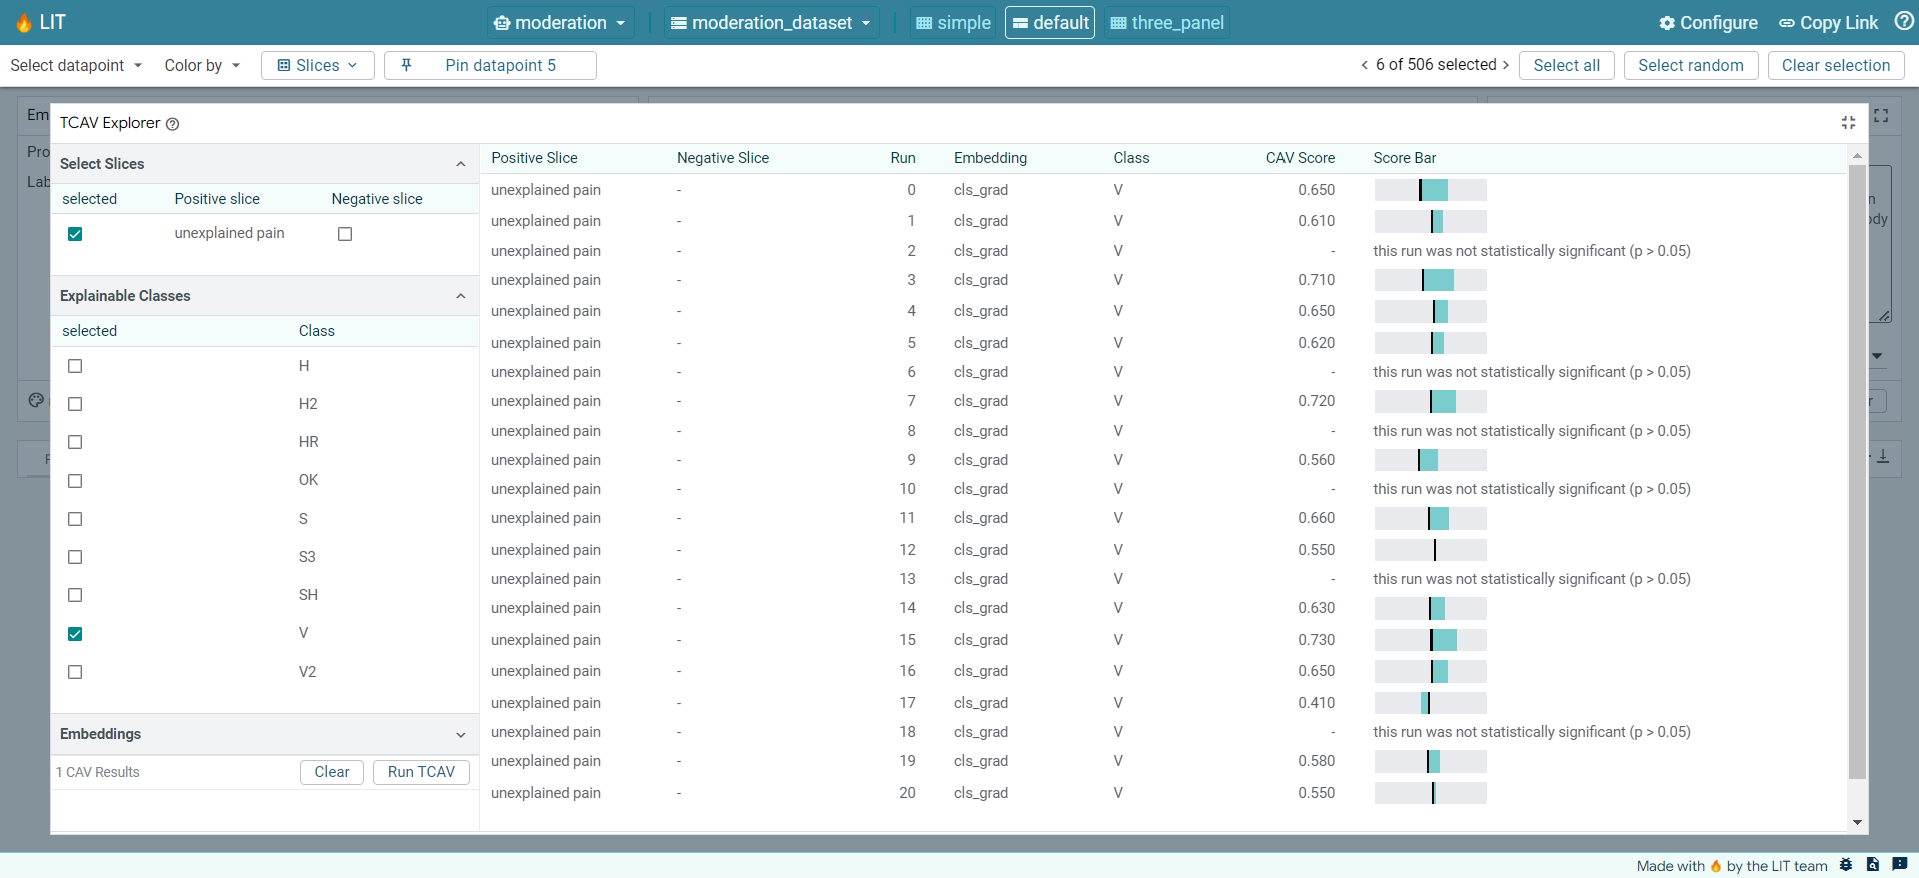 LIT
moderation
moderation_dataset
simple
default
three_panel
Configure
Copy Link
Select datapoint
Color by
Slices
Pin datapoint 5
6 of 506 selected
Select all
Select random
Clear selection
TCAV Explorer
Select Slices
selected Positive slice Negative slice
unexplained pain
Explainable Classes
selected Class
H
H2
HR
OK
S
S3
SH
V
V2
Embeddings
1 CAV Results
Clear
Run TCAV
Positive Slice Negative Slice Run Embedding Class CAV Score Score Bar
unexplained pain - 0 cls_grad V 0.650
unexplained pain - 1 cls_grad V 0.610
unexplained pain - 2 cls_grad V - this run was not statistically significant (p > 0.05)
unexplained pain - 3 cls_grad V 0.710
unexplained pain - 4 cls_grad V 0.650
unexplained pain - 5 cls_grad V 0.620
unexplained pain - 6 cls_grad V - this run was not statistically significant (p > 0.05)
unexplained pain - 7 cls_grad V 0.720
unexplained pain - 8 cls_grad V - this run was not statistically significant (p > 0.05)
unexplained pain - 9 cls_grad V 0.560
unexplained pain - 10 cls_grad V - this run was not statistically significant (p > 0.05)
unexplained pain - 11 cls_grad V 0.660
unexplained pain - 12 cls_grad V 0.550
unexplained pain - 13 cls_grad V - this run was not statistically significant (p > 0.05)
unexplained pain - 14 cls_grad V 0.630
unexplained pain - 15 cls_grad V 0.730
unexplained pain - 16 cls_grad V 0.650
unexplained pain - 17 cls_grad V 0.410
unexplained pain - 18 cls_grad V - this run was not statistically significant (p > 0.05)
unexplained pain - 19 cls_grad V 0.580
unexplained pain - 20 cls_grad V 0.550
Made with 🔥 by the LIT team